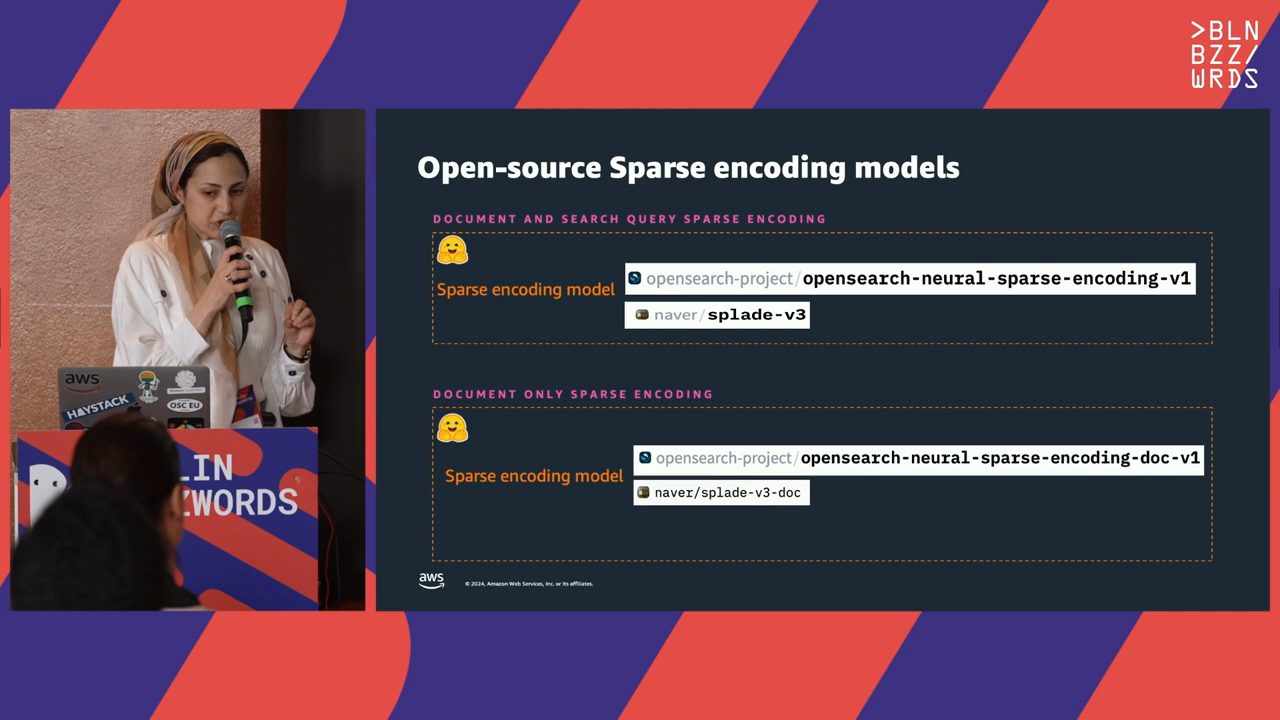 >BLN
BZZ/
WRDS
Open-source Sparse encoding models
DOCUMENT AND SEARCH QUERY SPARSE ENCODING
Sparse encoding model
opensearch-project/opensearch-neural-sparse-encoding-v1
naver/splade-v3
DOCUMENT ONLY SPARSE ENCODING
Sparse encoding model
opensearch-project/opensearch-neural-sparse-encoding-doc-v1
naver/splade-v3-doc
aws
© 2024, Amazon Web Services, Inc. or its affiliates.
aws
HAYSTACK
OSC EU
LIN
ZWORDS